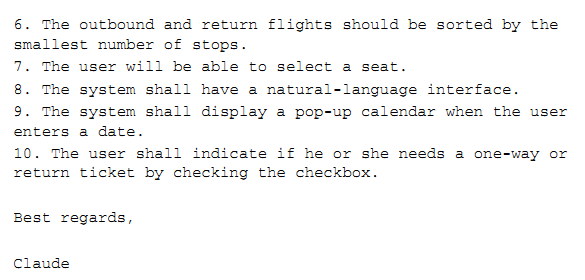 6. The outbound and return flights should be sorted by the
smallest number of stops.
7. The user will be able to select a seat.
8. The system shall have a natural-language interface.
9. The system shall display a pop-up calendar when the user
enters a date.
10. The user shall indicate if he or she needs a one-way or
return ticket by checking the checkbox.
Best regards,
Claude